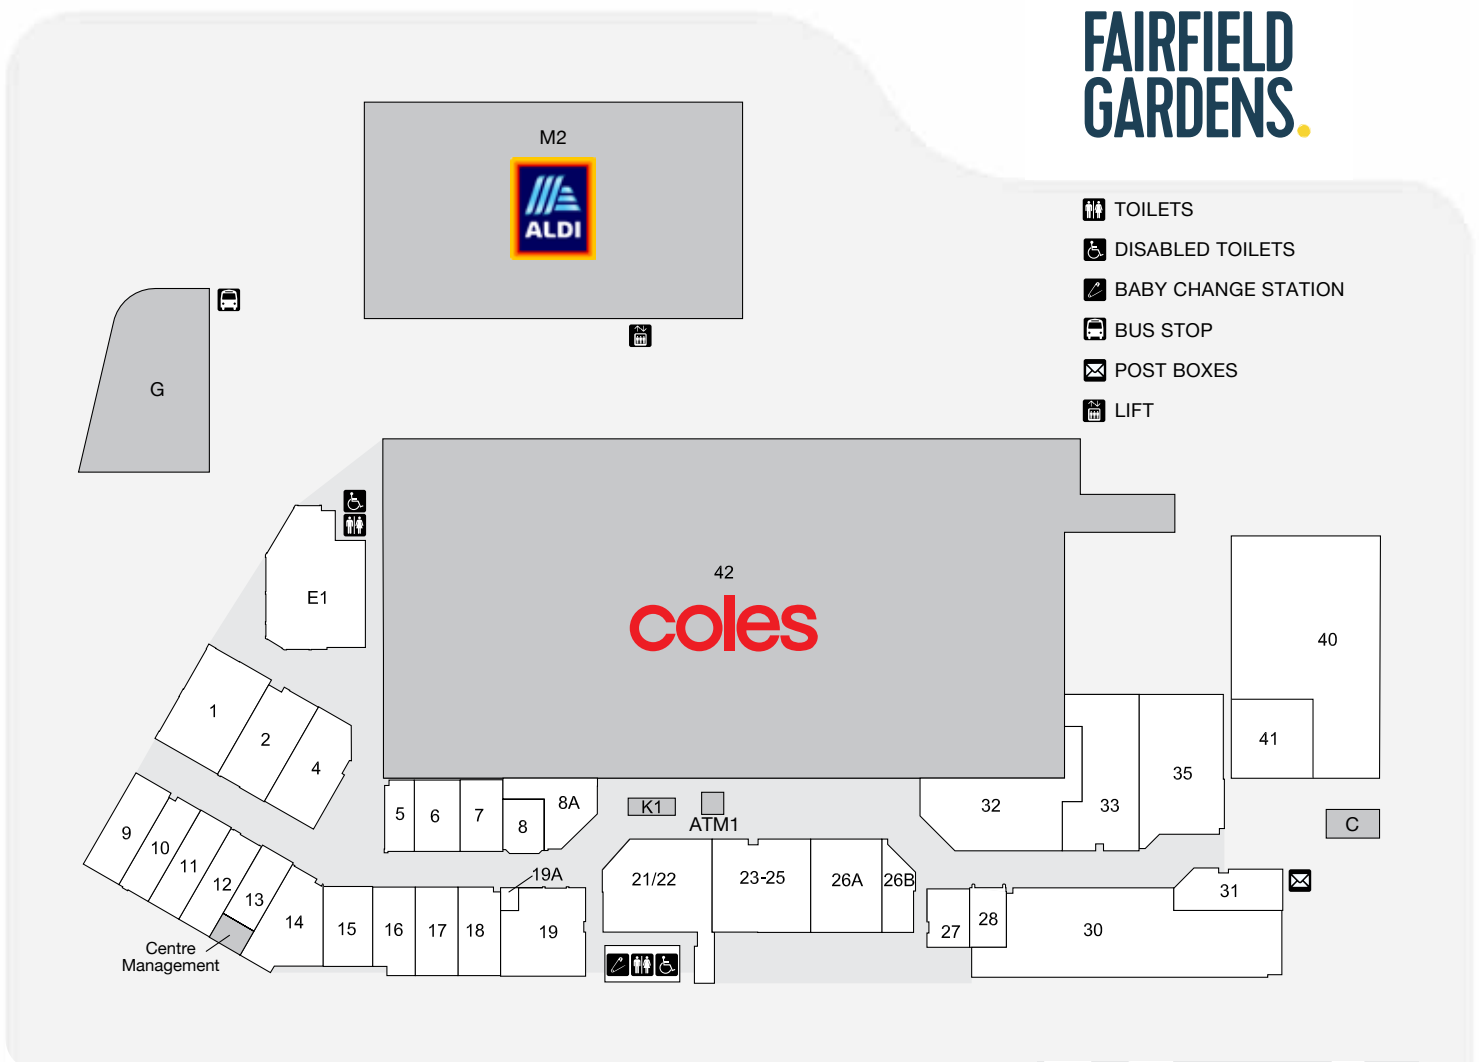 FAIRFIELD
GARDENS.
M2
ALDI
TOILETS
DISABLED TOILETS
BABY CHANGE STATION
BUS STOP
POST BOXES
LIFT
G
42
coles
E1
40
1
2
4
41
35
5
6
7
8
8A
K1
ATM1
32
33
C
9
10
11
12
13
14
15
16
17
18
19A
19
21/22
23-25
26A
26B
27
28
30
31
Centre
Management